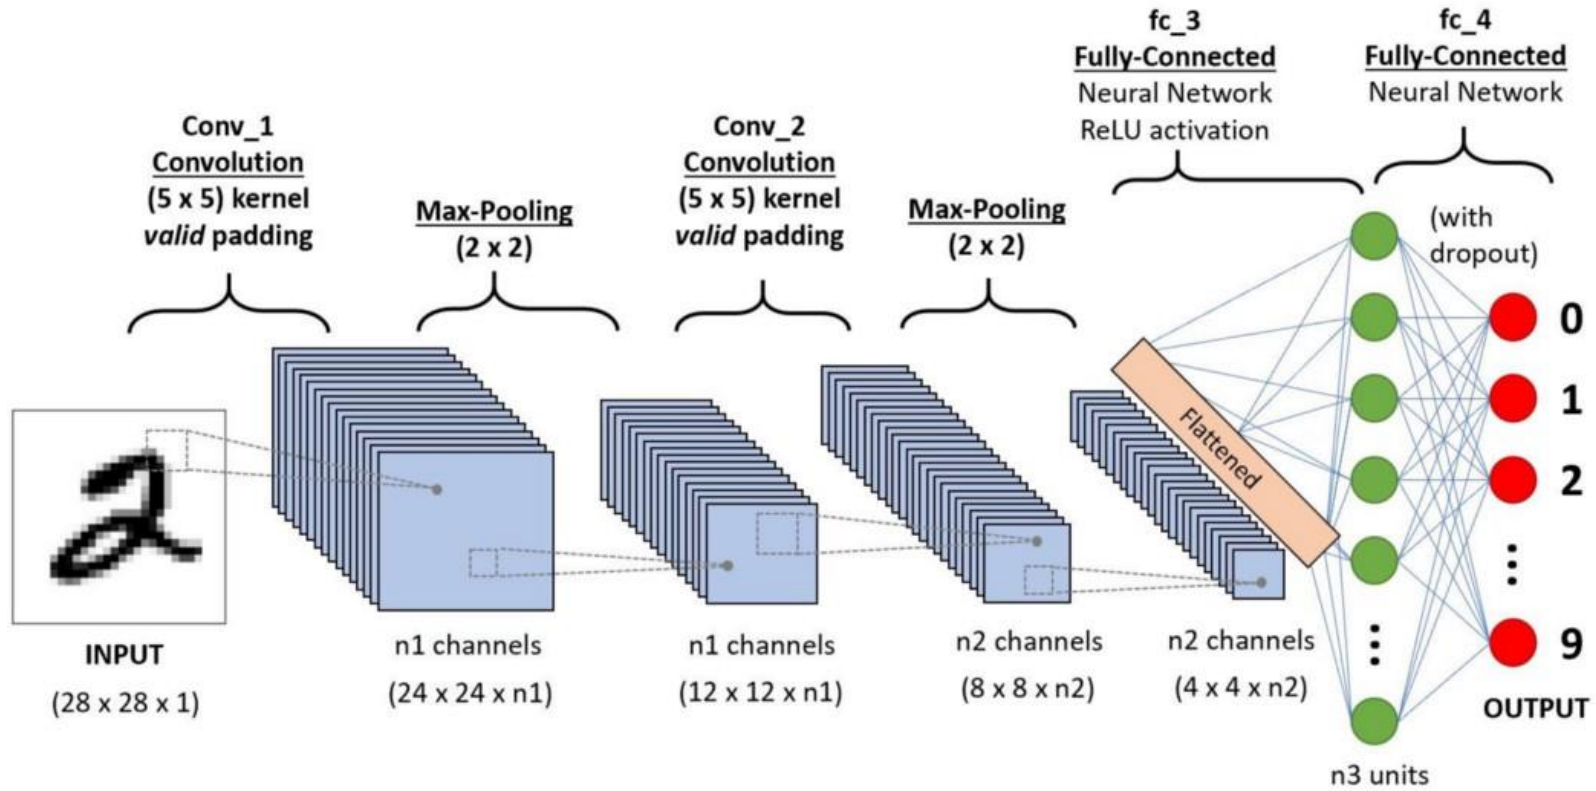 Conv_1
Convolution
(5 x 5) kernel
valid padding
Max-Pooling
(2 x 2)
Conv_2
Convolution
(5 x 5) kernel
valid padding
Max-Pooling
(2 x 2)
fc_3
Fully-Connected
Neural Network
ReLU activation
fc_4
Fully-Connected
Neural Network
(with
dropout)
Flattened
0
1
2
9
OUTPUT
INPUT
(28 x 28 x 1)
n1 channels
(24 x 24 x n1)
n1 channels
(12 x 12 x n1)
n2 channels
(8 x 8 x n2)
n2 channels
(4 x 4 x n2)
n3 units
2